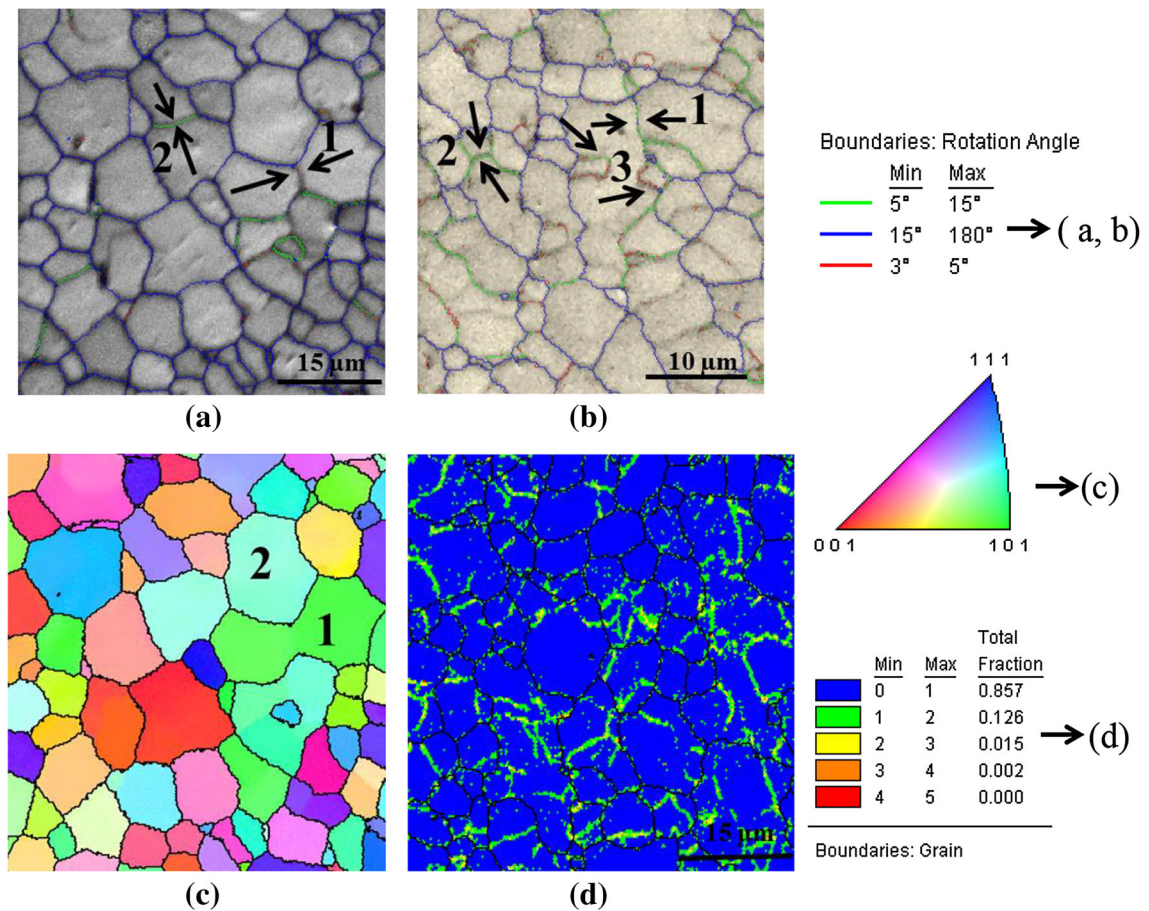 1
2
15 μm
(a)
1
2
3
10 μm
(b)
Boundaries: Rotation Angle
Min Max
5° 15°
15° 180° ( a, b)
3° 5°
1 1 1
(c)
0 0 1 1 0 1
2
1
(c)
15 μm
(d)
Total
Min Max Fraction
0 1 0.857
1 2 0.126
2 3 0.015
(d)
3 4 0.002
4 5 0.000
Boundaries: Grain